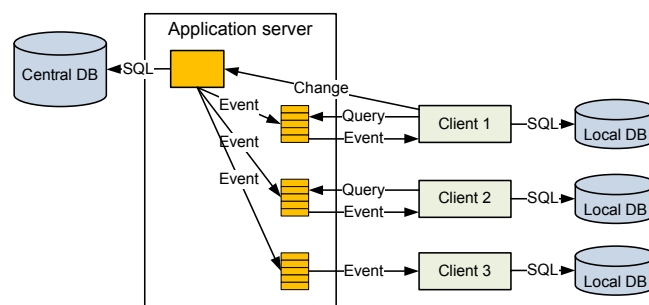 Application server
Central DB
SQL
Change
Event
Query
Event
Client 1
SQL
Local DB
Event
Event
Query
Event
Client 2
SQL
Local DB
Event
Client 3
SQL
Local DB